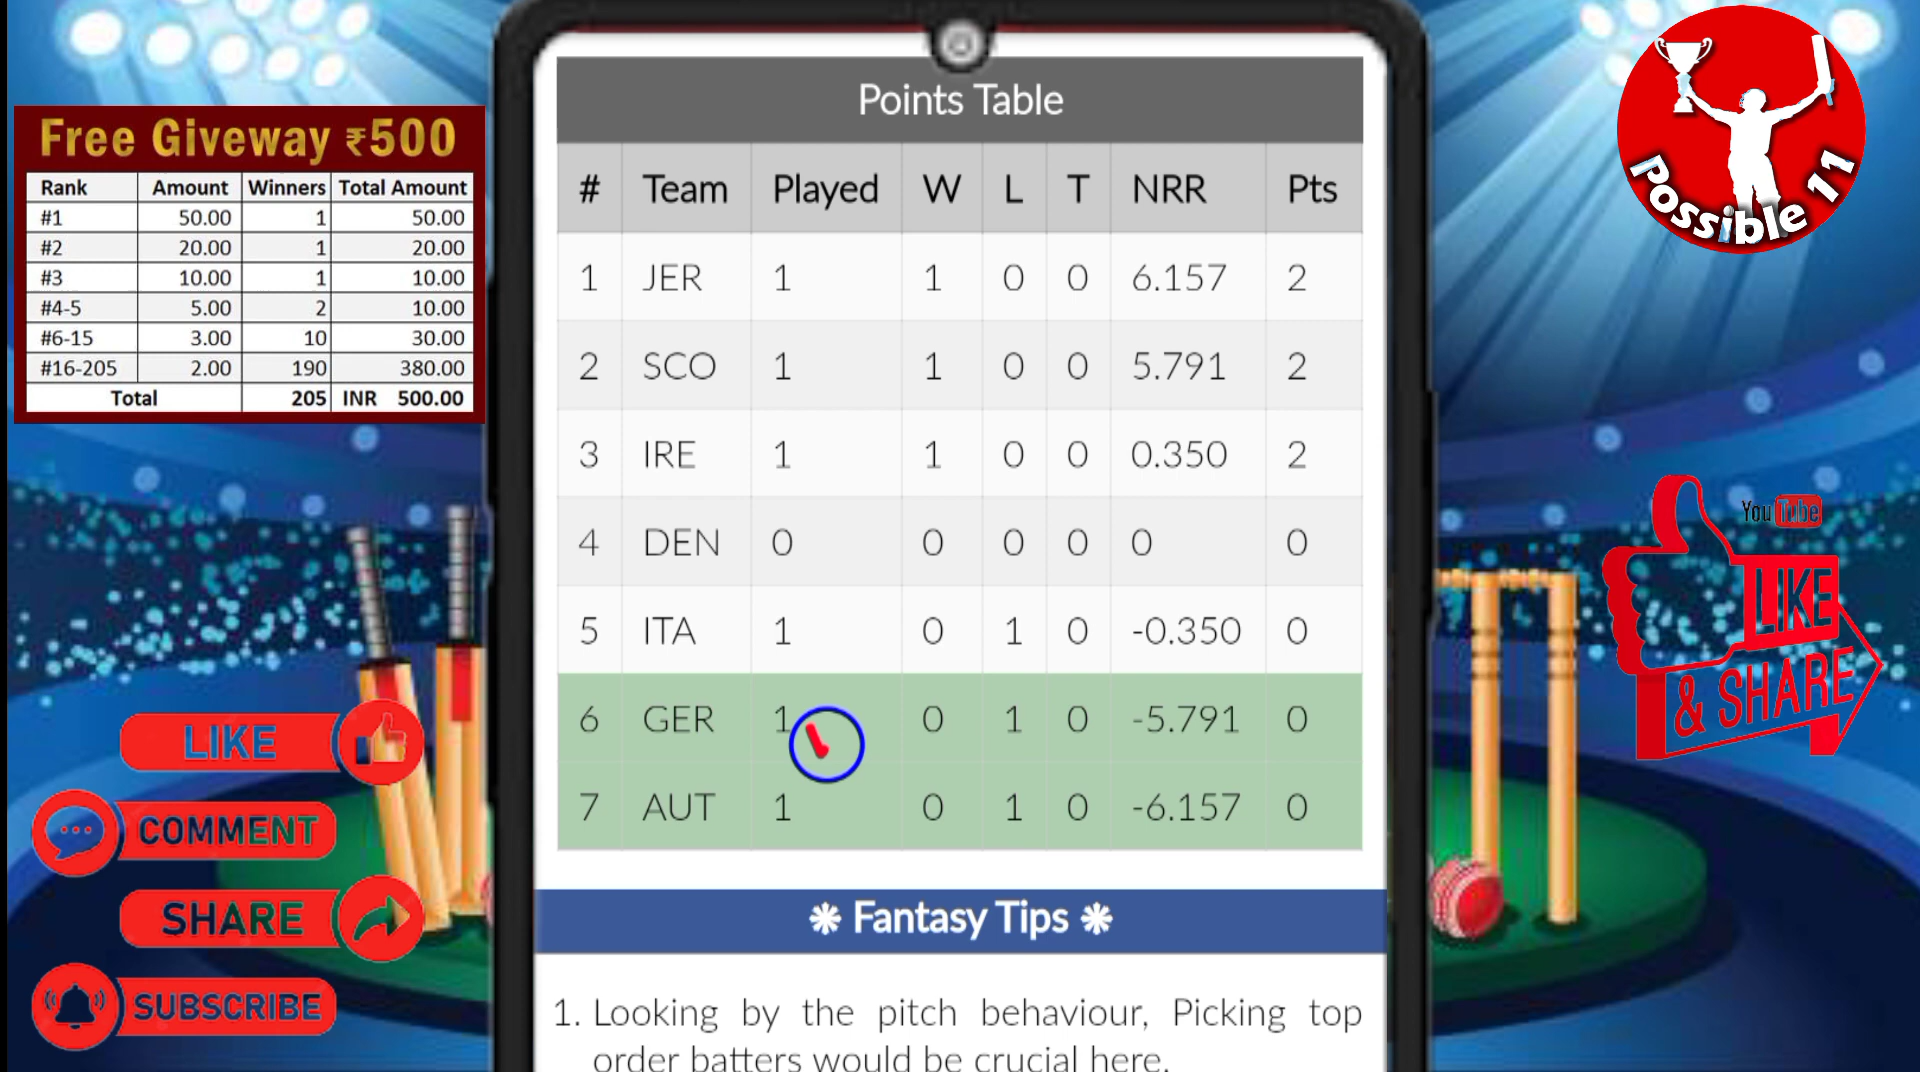 Free Giveway ₹500
Rank Amount Winners Total Amount
#1 50.00 1 50.00
#2 20.00 1 20.00
#3 10.00 1 10.00
#4-5 5.00 2 10.00
#6-15 3.00 10 30.00
#16-205 2.00 190 380.00
Total 205 INR 500.00
LIKE
COMMENT
SHARE
SUBSCRIBE
Points Table
# Team Played W L T NRR Pts
1 JER 1 1 0 0 6.157 2
2 SCO 1 1 0 0 5.791 2
3 IRE 1 1 0 0 0.350 2
4 DEN 0 0 0 0 0 0
5 ITA 1 0 1 0 -0.350 0
6 GER 1 0 1 0 -5.791 0
7 AUT 1 0 1 0 -6.157 0
❋ Fantasy Tips ❋
1. Looking by the pitch behaviour, Picking top
order batters would be crucial here.
Possible 11
YouTube
LIKE
& SHARE